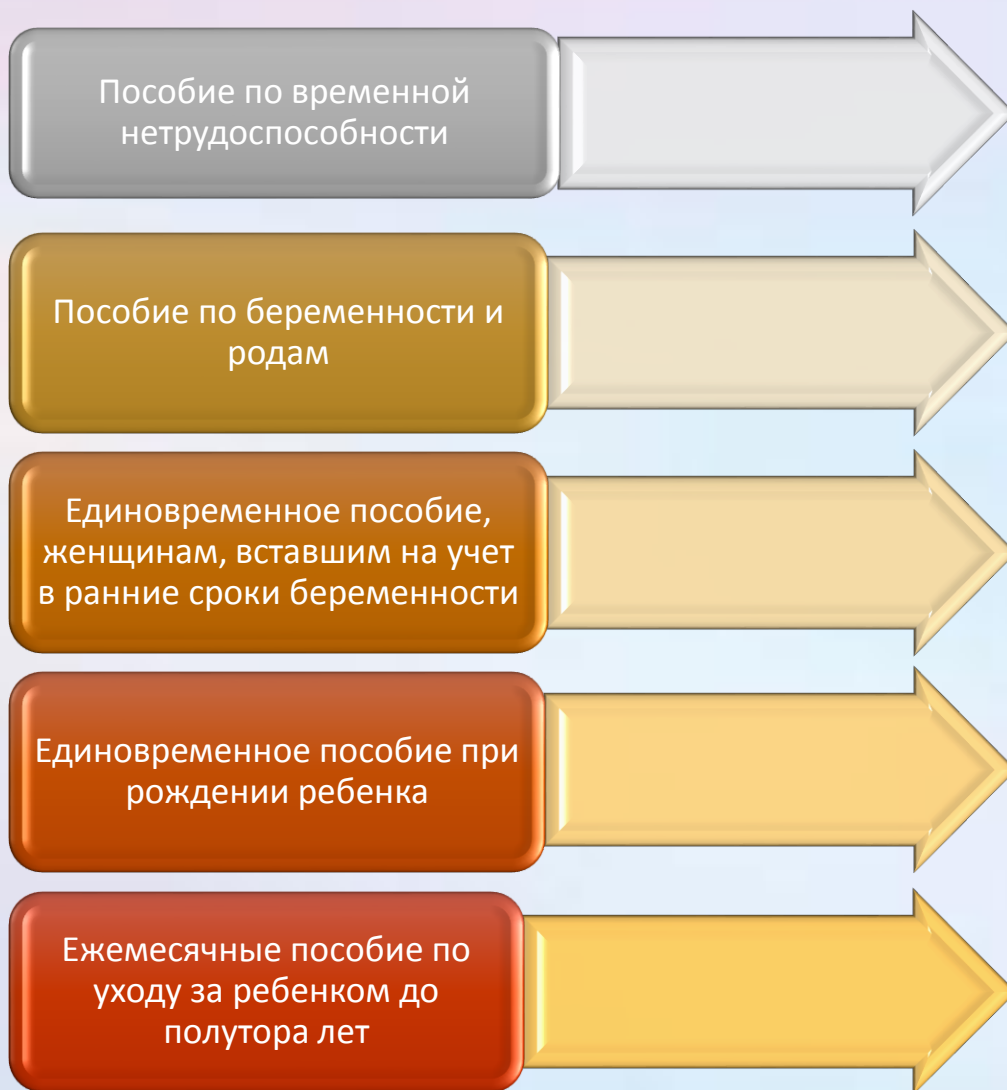 Пособие по временной
нетрудоспособности
Пособие по беременности и
родам
Единовременное пособие,
женщинам, вставшим на учет
в ранние сроки беременности
Единовременное пособие при
рождении ребенка
Ежемесячные пособие по
уходу за ребенком до
полутора лет